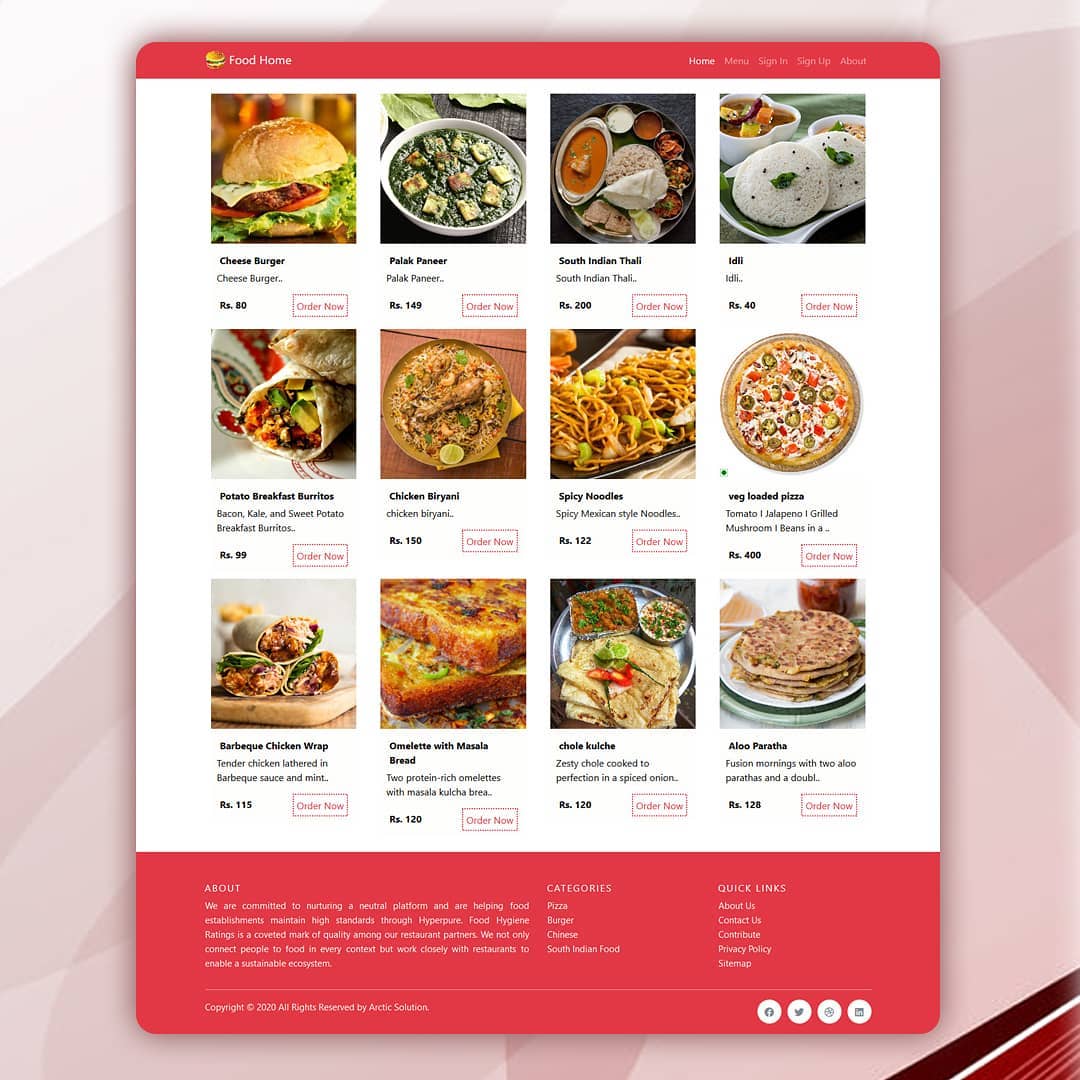 Food Home
Home Menu Sign In Sign Up About
Cheese Burger
Cheese Burger..
Rs. 80 Order Now
Palak Paneer
Palak Paneer..
Rs. 149 Order Now
South Indian Thali
South Indian Thali..
Rs. 200 Order Now
Idli
Idli..
Rs. 40 Order Now
Potato Breakfast Burritos
Bacon, Kale, and Sweet Potato
Breakfast Burritos..
Rs. 99 Order Now
Chicken Biryani
chicken biryani..
Rs. 150 Order Now
Spicy Noodles
Spicy Mexican style Noodles..
Rs. 122 Order Now
veg loaded pizza
Tomato I Jalapeno I Grilled
Mushroom I Beans in a ..
Rs. 400 Order Now
Barbeque Chicken Wrap
Tender chicken lathered in
Barbeque sauce and mint..
Rs. 115 Order Now
Omelette with Masala
Bread
Two protein-rich omelettes
with masala kulcha brea..
Rs. 120 Order Now
chole kulche
Zesty chole cooked to
perfection in a spiced onion..
Rs. 120 Order Now
Aloo Paratha
Fusion mornings with two aloo
parathas and a doubl..
Rs. 128 Order Now
ABOUT
We are committed to nurturing a neutral platform and are helping food
establishments maintain high standards through Hyperpure. Food Hygiene
Ratings is a coveted mark of quality among our restaurant partners. We not only
connect people to food in every context but work closely with restaurants to
enable a sustainable ecosystem.
CATEGORIES
Pizza
Burger
Chinese
South Indian Food
QUICK LINKS
About Us
Contact Us
Contribute
Privacy Policy
Sitemap
Copyright © 2020 All Rights Reserved by Arctic Solution.